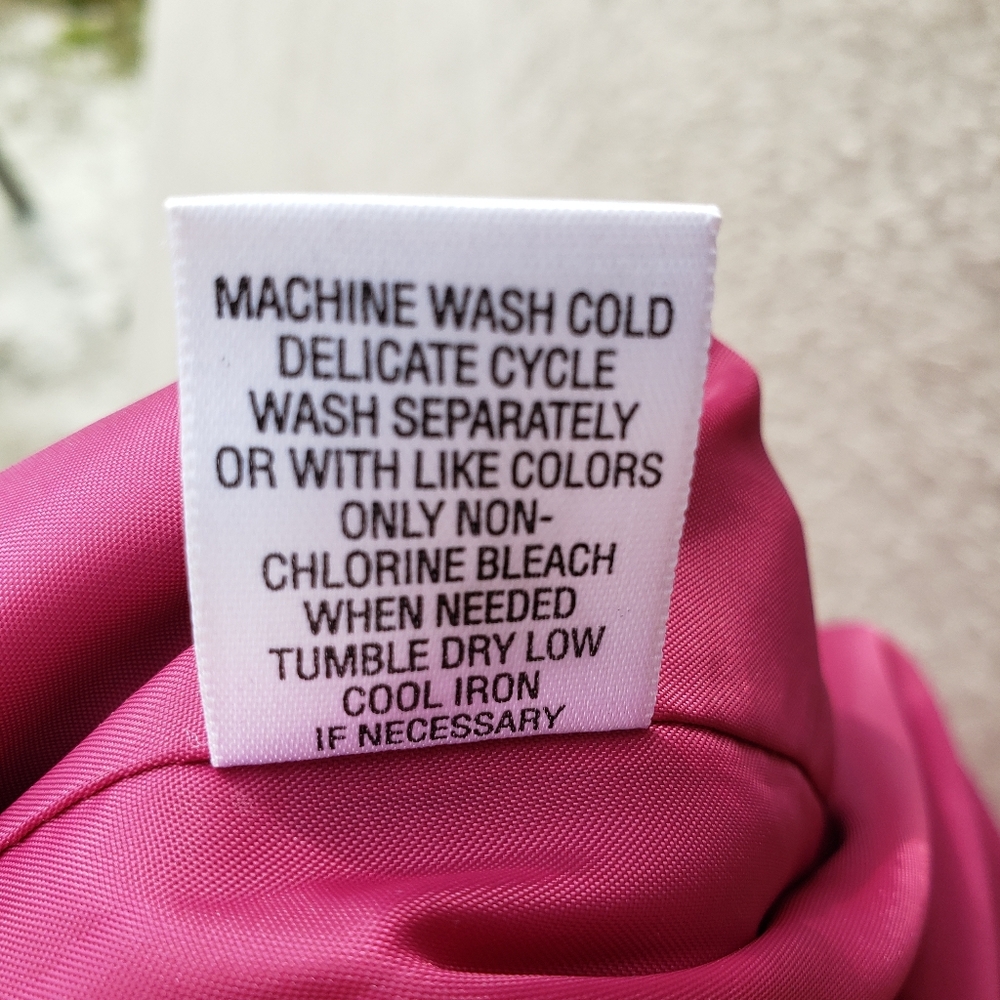 MACHINE WASH COLD
DELICATE CYCLE
WASH SEPARATELY
OR WITH LIKE COLORS
ONLY NON-
CHLORINE BLEACH
WHEN NEEDED
TUMBLE DRY LOW
COOL IRON
IF NECESSARY